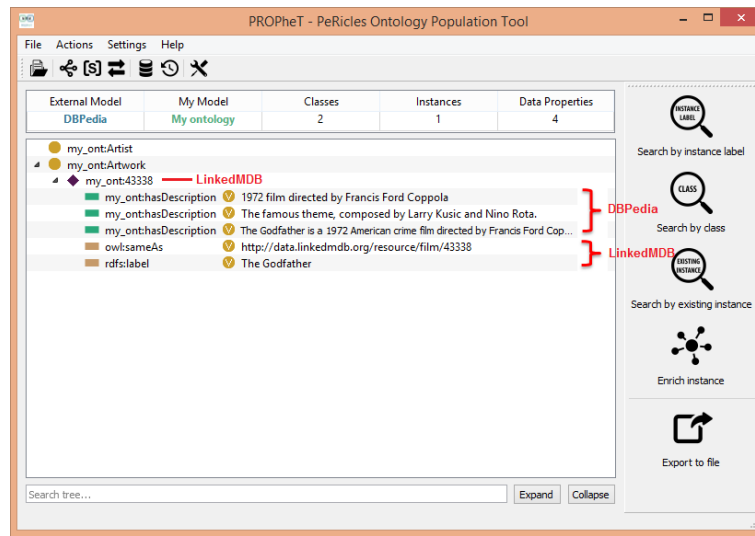 PROPheT - PeRicles Ontology Population Tool
File Actions Settings Help
External Model My Model Classes Instances Data Properties
DBPedia My ontology 2 1 4
my_ont:Artist
my_ont:Artwork
my_ont:43338 LinkedMDB
my_ont:hasDescription V 1972 film directed by Francis Ford Coppola
my_ont:hasDescription V The famous theme, composed by Larry Kusic and Nino Rota.
my_ont:hasDescription V The Godfather is a 1972 American crime film directed by Francis Ford Cop...
DBPedia
owl:sameAs V http://data.linkedmdb.org/resource/film/43338
rdfs:label V The Godfather
LinkedMDB
Search tree...
Expand Collapse
INSTANCE
LABEL
Search by instance label
CLASS
Search by class
EXISTING
INSTANCE
Search by existing instance
Enrich instance
Export to file